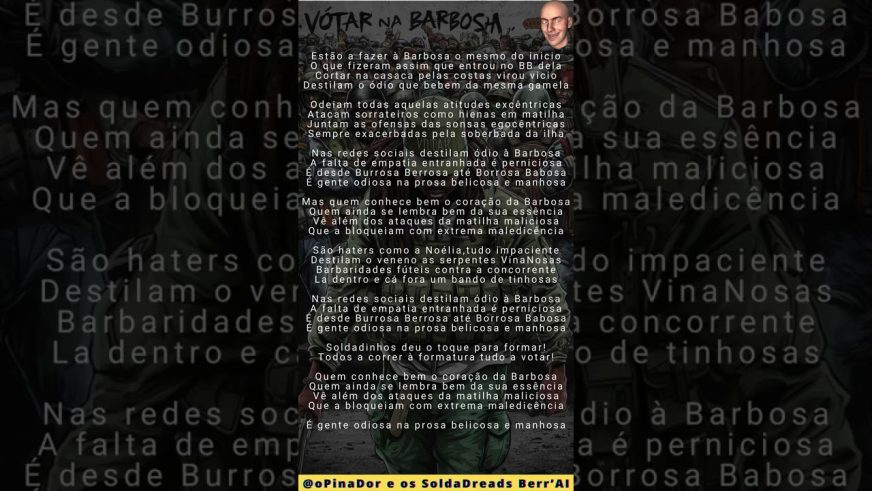 VÓTAR NA BARBOSA
Estão a fazer à Barbosa o mesmo do inicio
O que fizeram assim que entrou no BB dela
Cortar na casaca pelas costas virou vício
Destilam o ódio que bebem da mesma gamela
Odeiam todas aquelas atitudes excêntricas
Atacam sorrateiros como hienas em matilha
Juntam as ofensas das sonsas egocêntricas
Sempre exacerbadas pela soberbada da ilha
Nas redes sociais destilam ódio à Barbosa
A falta de empatia entranhada é perniciosa
É desde Burrosa Berrosa até Borrosa Babosa
É gente odiosa na prosa belicosa e manhosa
Mas quem conhece bem o coração da Barbosa
Quem ainda se lembra bem da sua essência
Vê além dos ataques da matilha maliciosa
Que a bloqueiam com extrema maledicência
São haters como a Noélia,tudo impaciente
Destilam o veneno as serpentes VinaNosas
Barbaridades fúteis contra a concorrente
La dentro e cá fora um bando de tinhosas
Nas redes sociais destilam ódio à Barbosa
A falta de empatia entranhada é perniciosa
É desde Burrosa Berrosa até Borrosa Babosa
É gente odiosa na prosa belicosa e manhosa
Soldadinhos deu o toque para formar!
Todos a correr à formatura tudo a votar!
Quem conhece bem o coração da Barbosa
Quem ainda se lembra bem da sua essência
Vê além dos ataques da matilha maliciosa
Que a bloqueiam com extrema maledicência
É gente odiosa na prosa belicosa e manhosa
@oPinaDor e os SoldaDreads Berr’AI